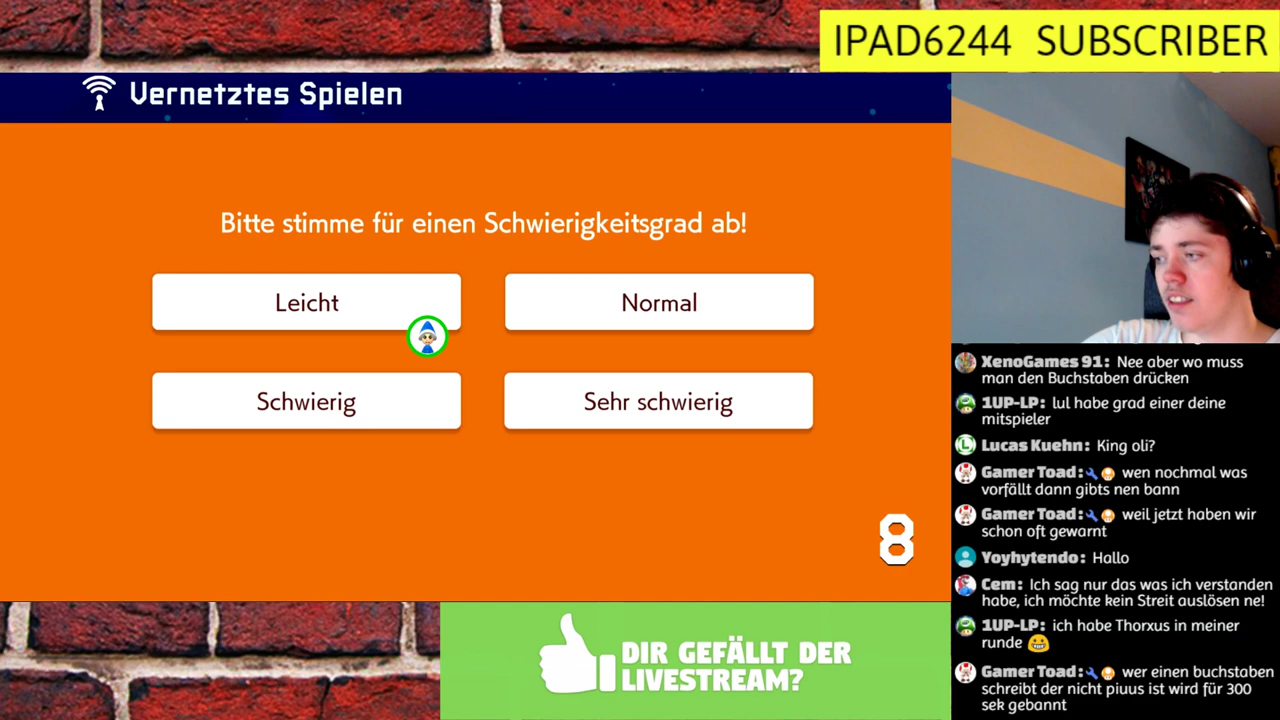 IPAD6244 SUBSCRIBER
Vernetztes Spielen
Bitte stimme für einen Schwierigkeitsgrad ab!
Leicht
Normal
Schwierig
Sehr schwierig
8
XenoGames 91: Nee aber wo muss
man den Buchstaben drücken
1UP-LP: lul habe grad einer deine
mitspieler
Lucas Kuehn: King oli?
Gamer Toad: wen nochmal was
vorfällt dann gibts nen bann
Gamer Toad: weil jetzt haben wir
schon oft gewarnt
Yoyhytendo: Hallo
Cem: Ich sag nur das was ich verstanden
habe, ich möchte kein Streit auslösen ne!
1UP-LP: ich habe Thorxus in meiner
runde 😀
Gamer Toad: wer einen buchstaben
schreibt der nicht piuus ist wird für 300
sek gebannt
DIR GEFÄLLT DER
LIVESTREAM?